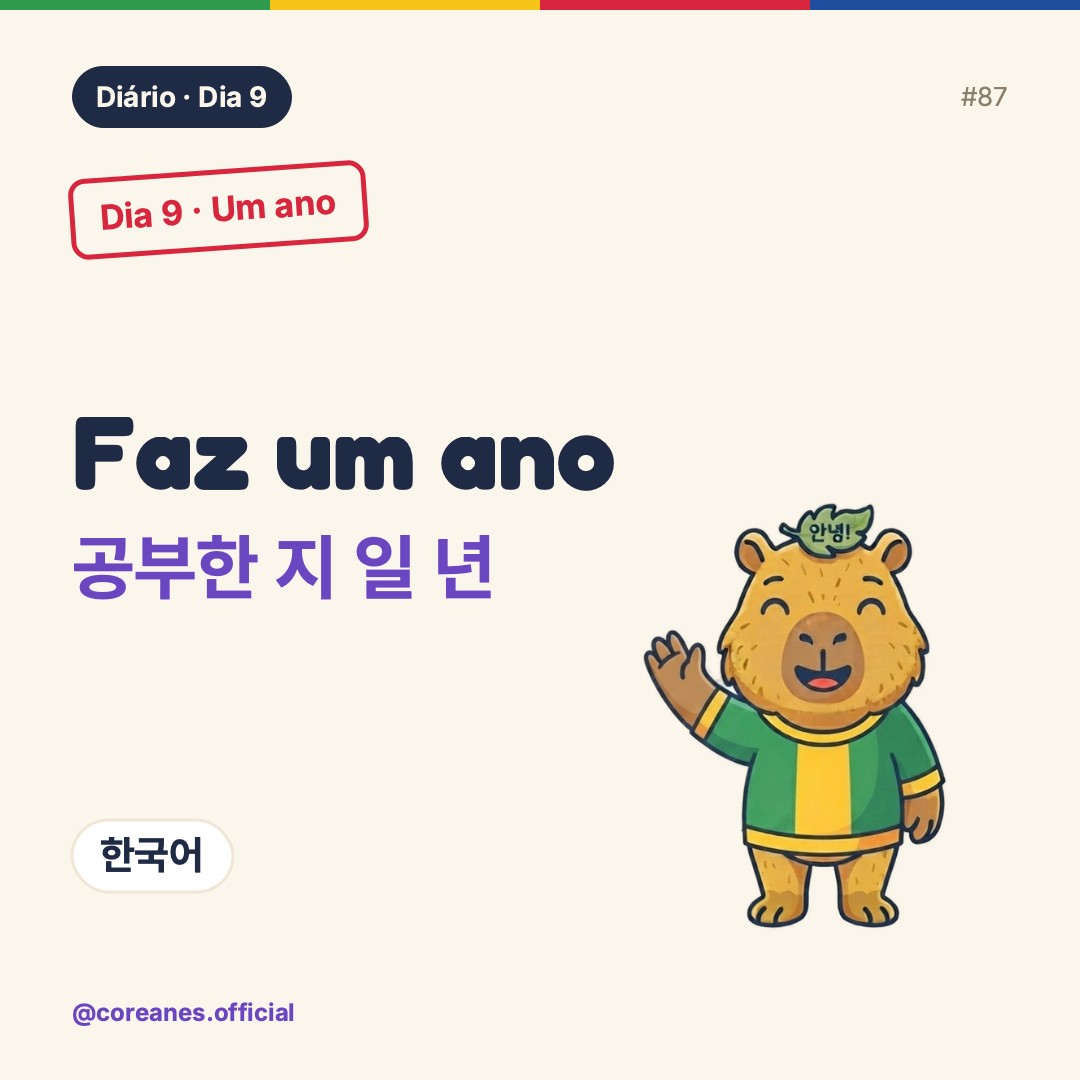 Diário · Dia 9
#87
Dia 9 · Um ano
Faz um ano
공부한 지 일 년
안녕!
한국어
@coreanes.official